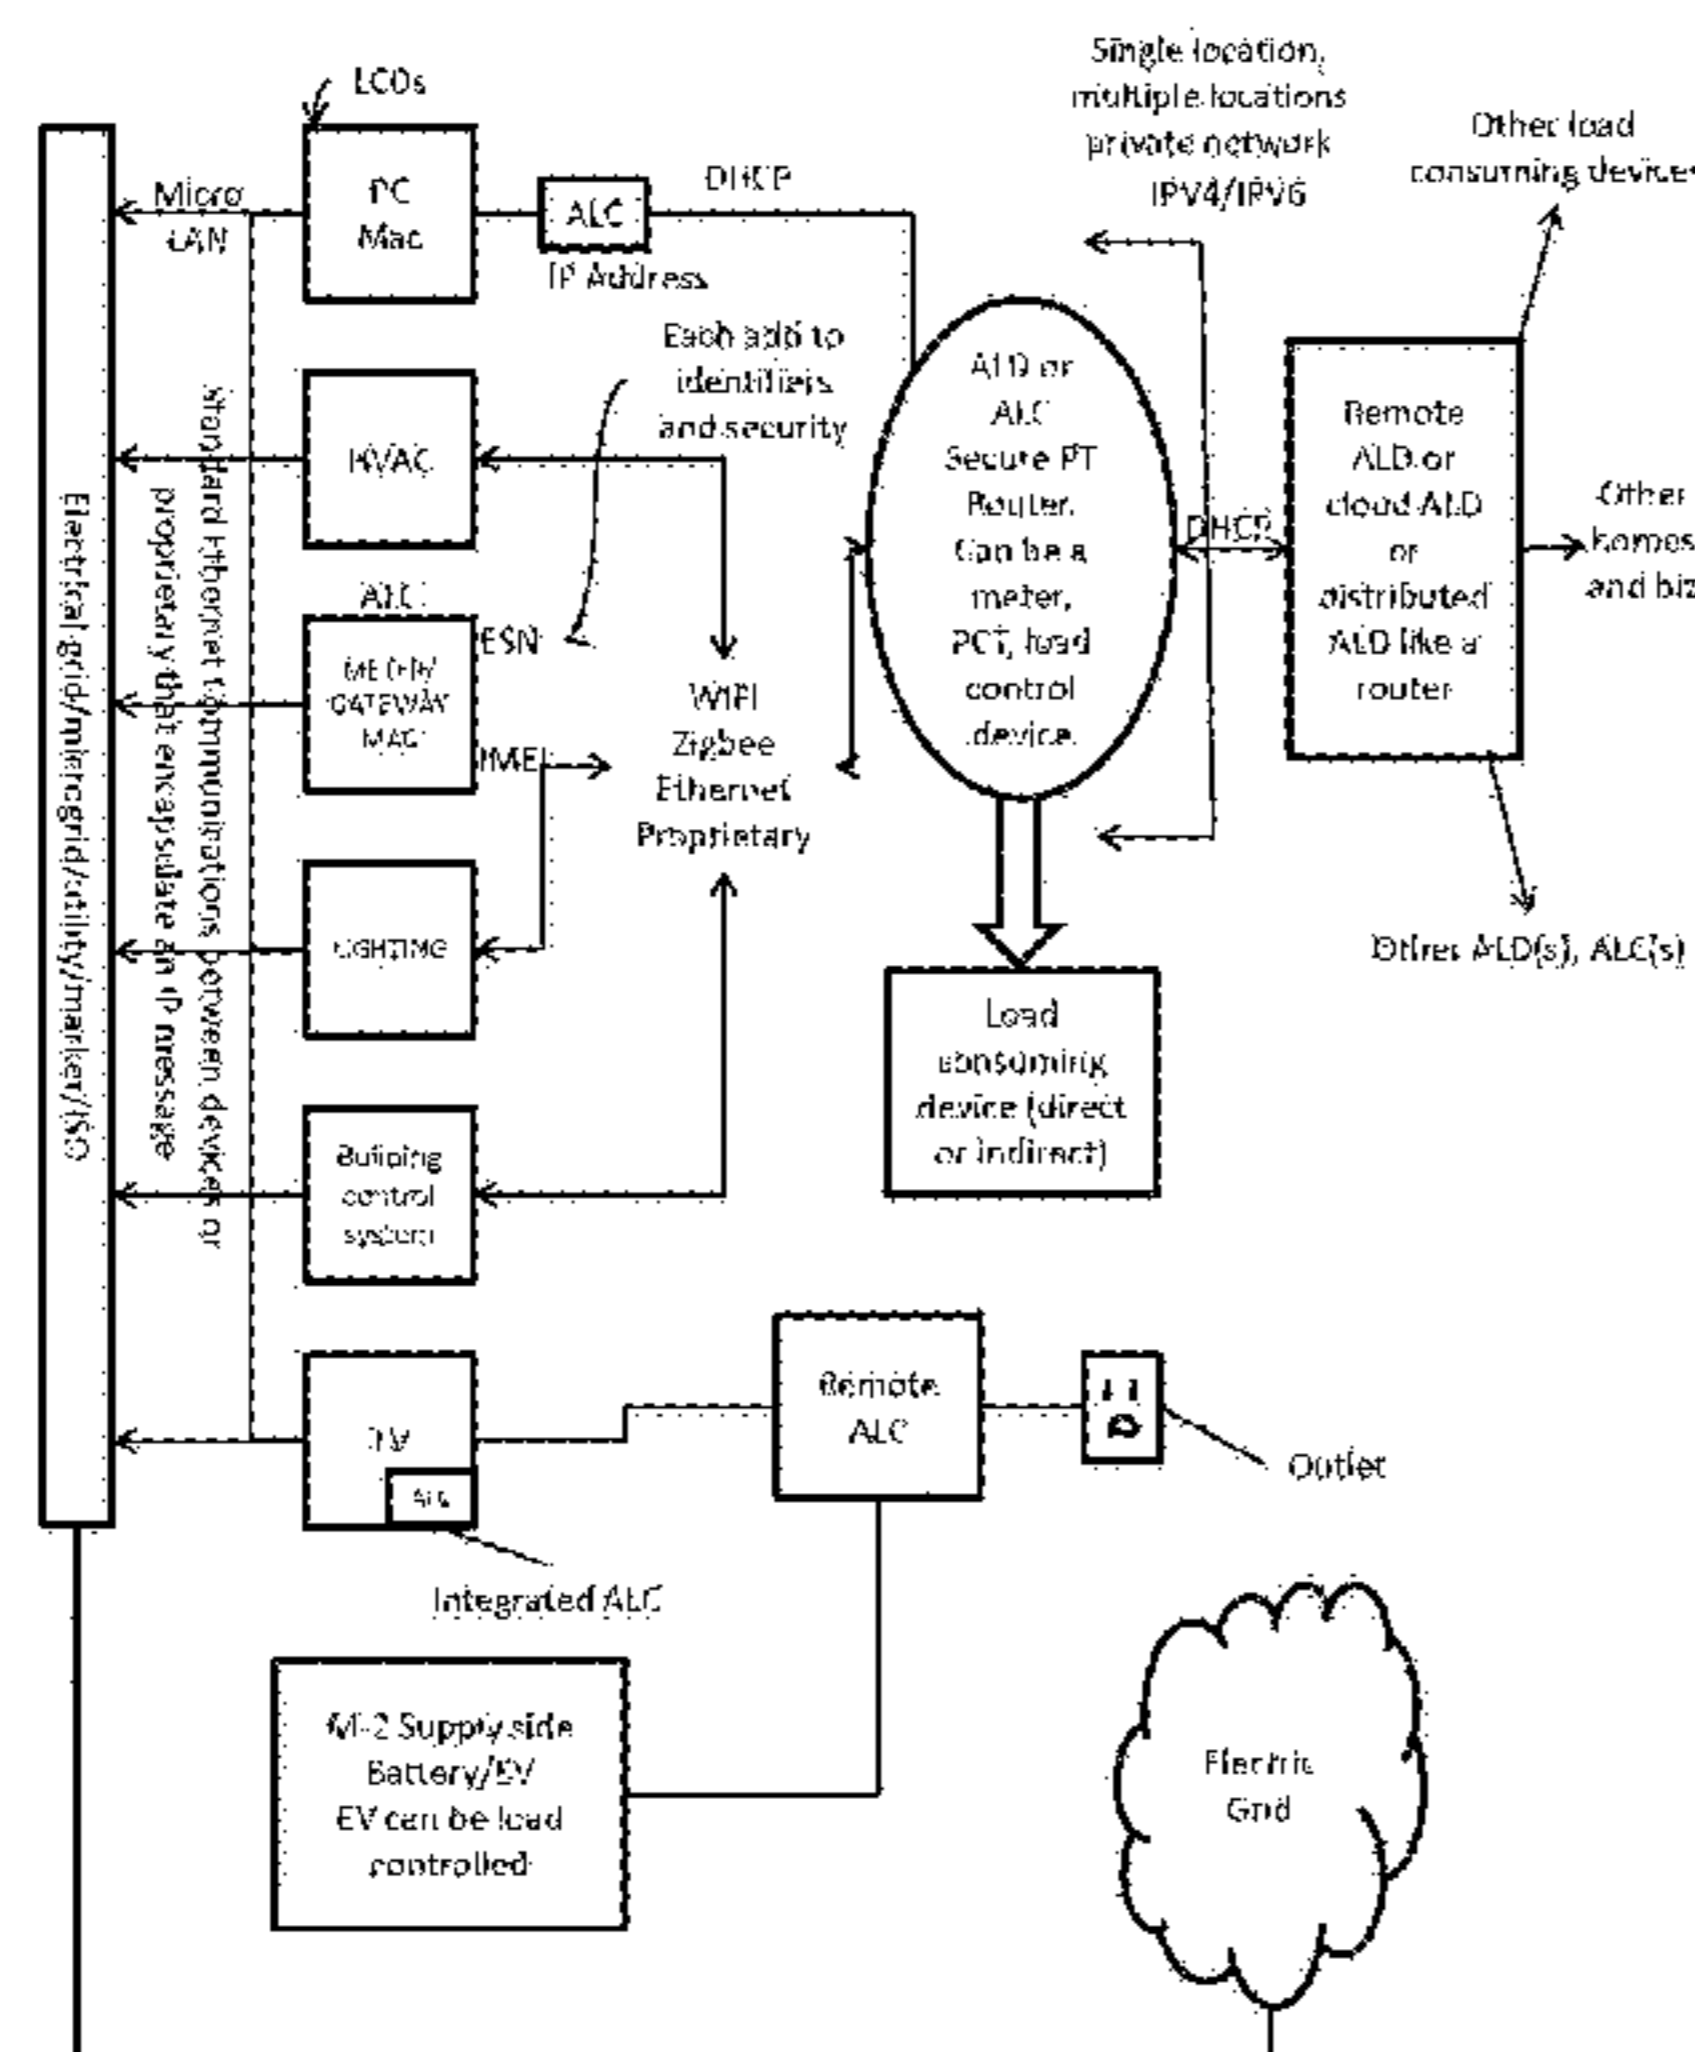 LCDs
Micro
LAN
PC
Mac
ALC
DHCP
IP Address
Single location,
multiple locations
private network
IPV4/IPV6
Other load
consuming devices
Each add to
identifiers
and security
HVAC
ALC
METER/
GATEWAY
MAC
ESN
IMEI
LIGHTING
Building
control
system
WIFI
Zigbee
Ethernet
Proprietary
ALD or
ALC
Secure PT
Router.
Can be a
meter,
PCT, load
control
device
DHCP
Remote
ALD or
cloud ALD
or
distributed
ALD like a
router
Other
homes
and biz
Other ALD(s), ALC(s)
Load
consuming
device (direct
or indirect)
Electrical grid/microgrid/utility/market/ISO
standard Ethernet communications between devices or
proprietary that encapsulate an IP message
TV
ALC
Integrated ALC
Remote
ALC
Outlet
M-2 Supply side
Battery/EV
EV can be load
controlled
Electric
Grid